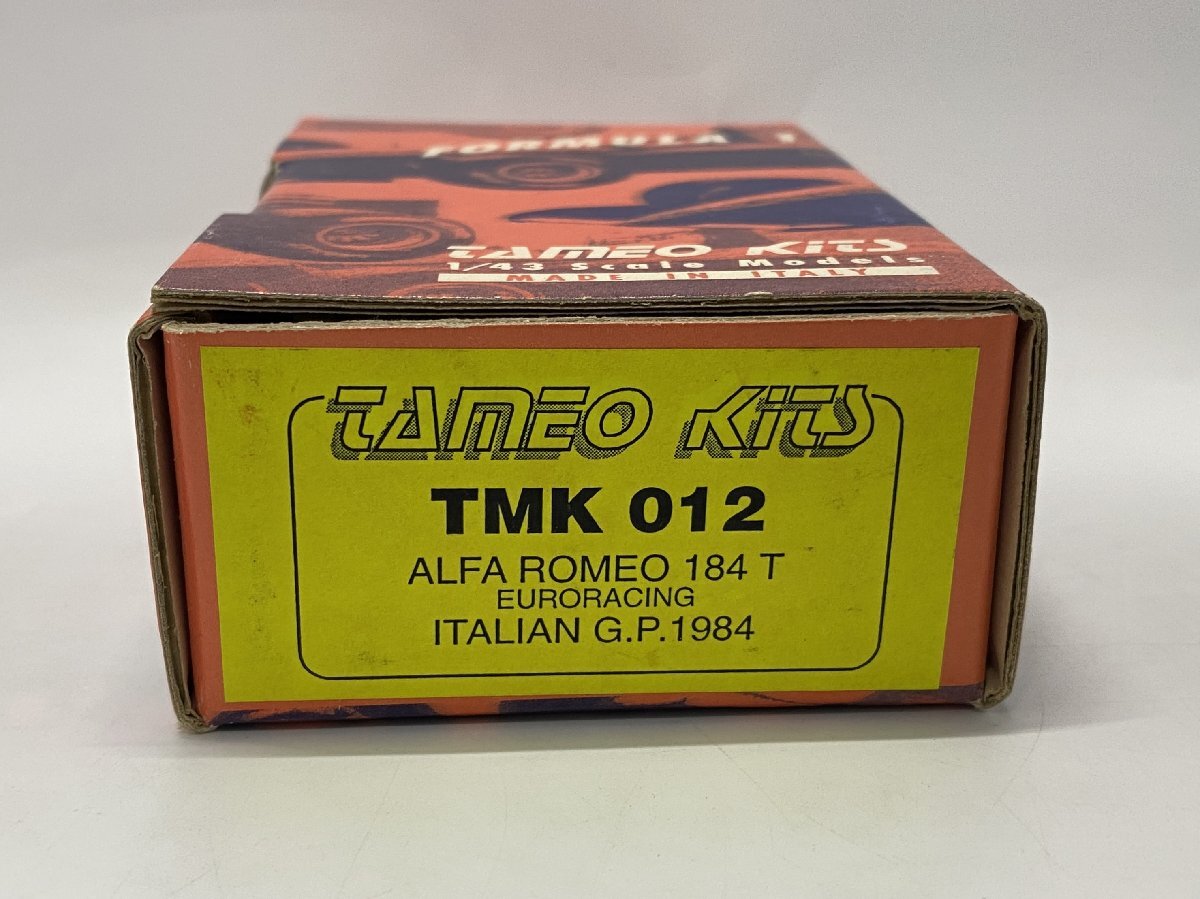 FORMULA 1
TAMEO KiTS
1/43 Scale Models
MADE IN ITALY
TAMEO KiTS
TMK 012
ALFA ROMEO 184 T
EURORACING
ITALIAN G.P.1984